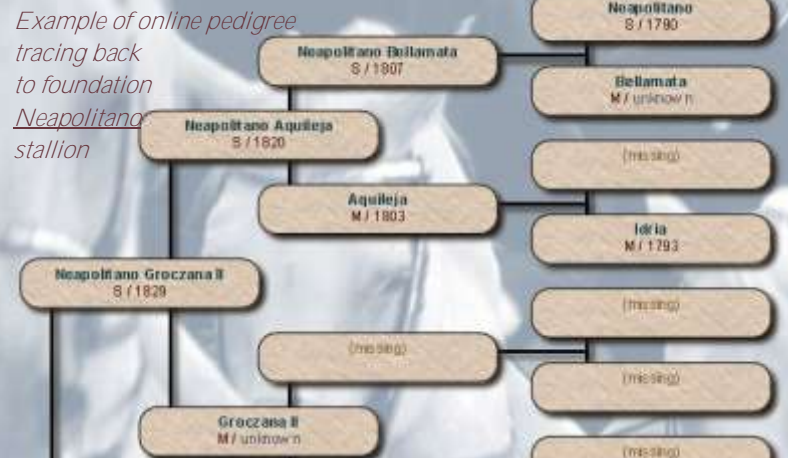 Example of online pedigree
tracing back
to foundation
Neapolitano
stallion
Neapolitano
S / 1790
Neapolitano Bellamata
S / 1807
Bellamata
M / unknown
Neapolitano Aquileja
S / 1820
(missing)
Aquileja
M / 1803
Idria
M / 1793
Neapolitano Groczana II
S / 1829
(missing)
(missing)
(missing)
Groczana II
M / unknown
(missing)